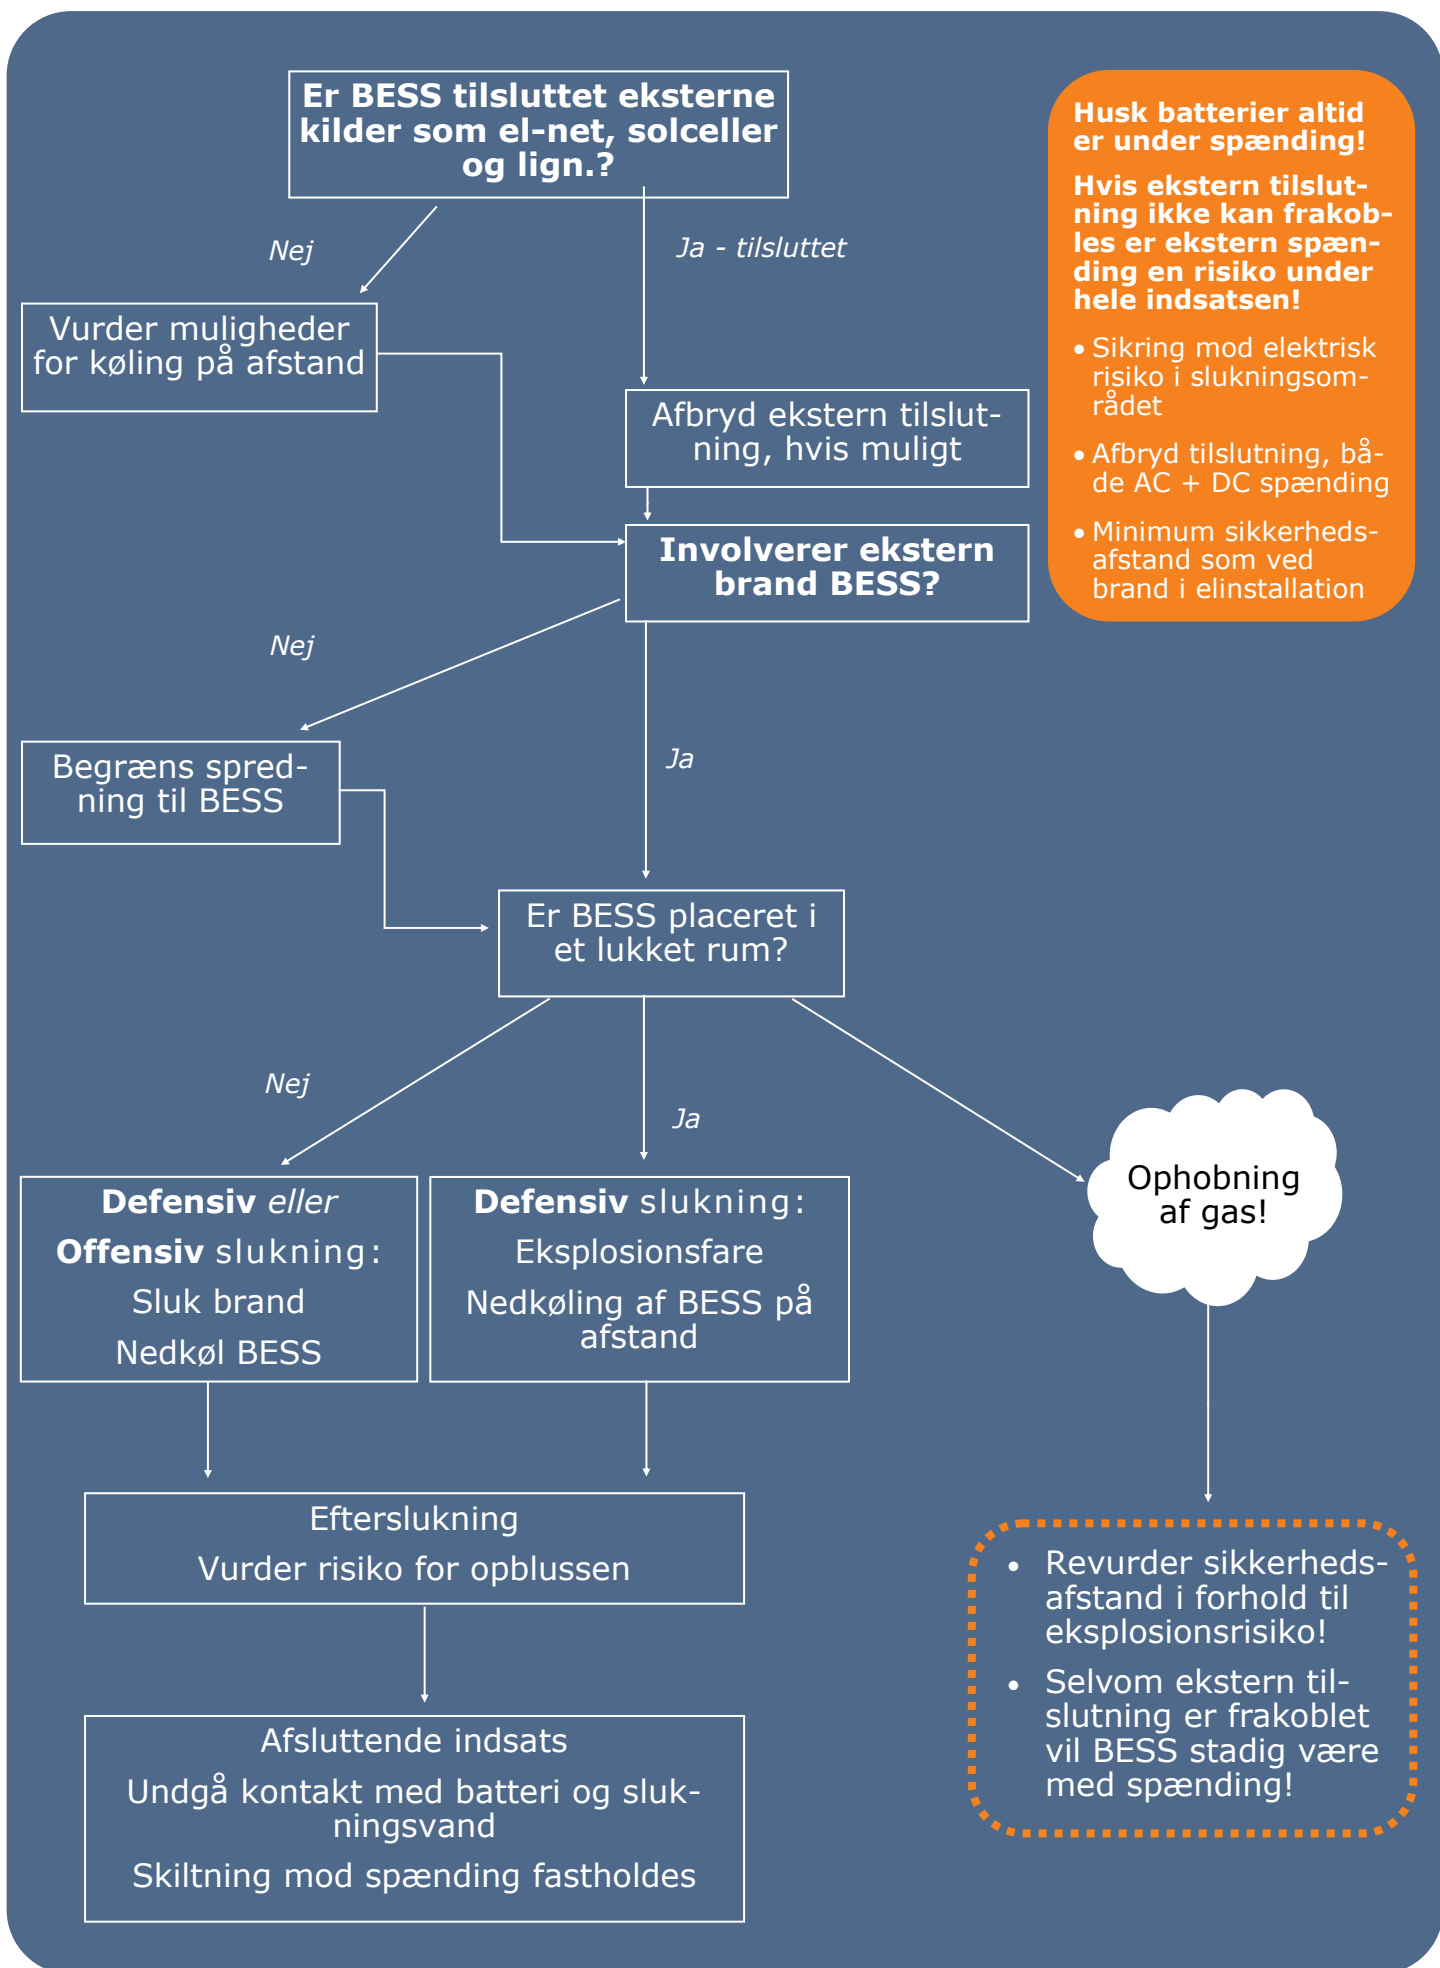 Er BESS tilsluttet eksterne
kilder som el-net, solceller
og lign.?
Nej
Ja - tilsluttet
Vurder muligheder
for køling på afstand
Afbryd ekstern tilslut-
ning, hvis muligt
Involverer ekstern
brand BESS?
Nej
Ja
Begræns spred-
ning til BESS
Er BESS placeret i
et lukket rum?
Nej
Ja
Defensiv eller
Offensiv slukning:
Sluk brand
Nedkøl BESS
Defensiv slukning:
Eksplosionsfare
Nedkøling af BESS på
afstand
Efterslukning
Vurder risiko for opblussen
Afsluttende indsats
Undgå kontakt med batteri og sluk-
ningsvand
Skiltning mod spænding fastholdes
Husk batterier altid
er under spænding!
Hvis ekstern tilslut-
ning ikke kan frakob-
les er ekstern spæn-
ding en risiko under
hele indsatsen!
• Sikring mod elektrisk
risiko i slukningsom-
rådet
• Afbryd tilslutning, bå-
de AC + DC spænding
• Minimum sikkerheds-
afstand som ved
brand i elinstallation
Ophobning
af gas!
• Revurder sikkerheds-
afstand i forhold til
eksplosionsrisiko!
• Selvom ekstern til-
slutning er frakoblet
vil BESS stadig være
med spænding!